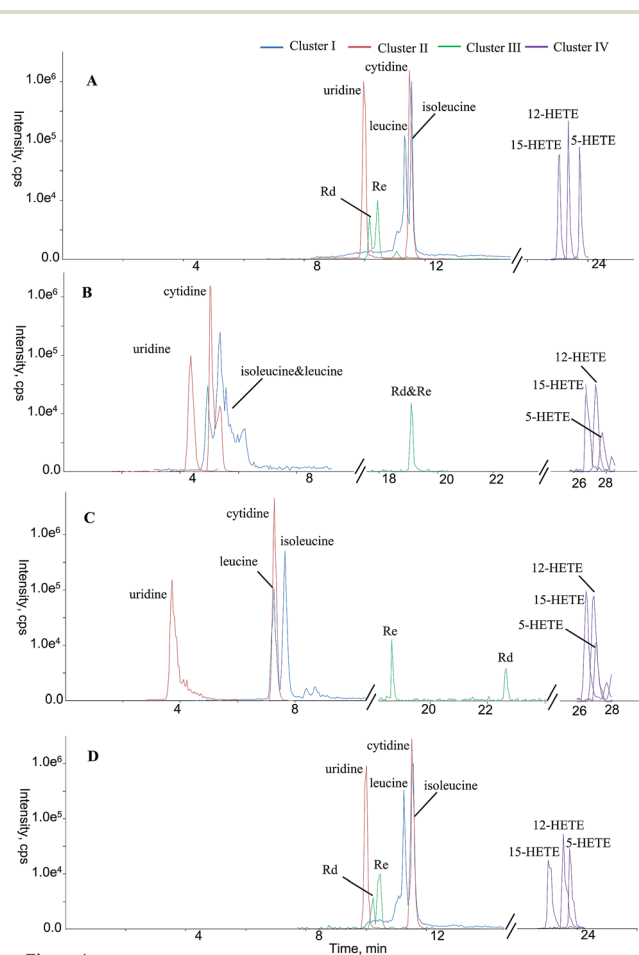 Cluster I Cluster II Cluster III Cluster IV
A
Intensity, cps
1.0e6
1.0e5
1.0e4
0.0
uridine
cytidine
isoleucine
leucine
Rd
Re
12-HETE
15-HETE
5-HETE
4 8 12 24
B
Intensity, cps
1.0e6
1.0e5
1.0e4
0.0
cytidine
uridine
isoleucine&leucine
Rd&Re
12-HETE
15-HETE
5-HETE
4 8 18 20 22 26 28
C
Intensity, cps
1.0e6
1.0e5
1.0e4
0.0
cytidine
isoleucine
leucine
uridine
Re
Rd
12-HETE
15-HETE
5-HETE
4 8 20 22 26 28
D
Intensity, cps
1.0e6
1.0e5
1.0e4
0.0
cytidine
uridine
leucine
isoleucine
Rd
Re
12-HETE
15-HETE
5-HETE
4 8 10 12 24
Time, min